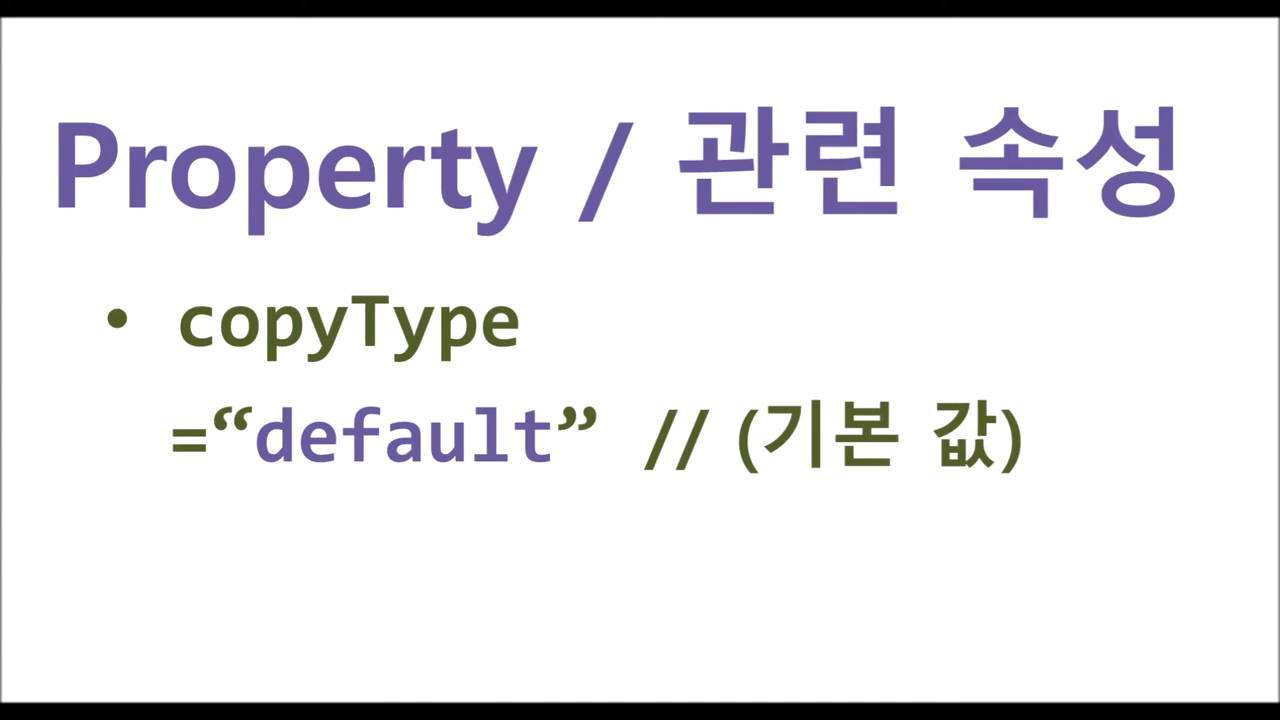 Property / 관련 속성
• copyType
=“default” // (기본 값)